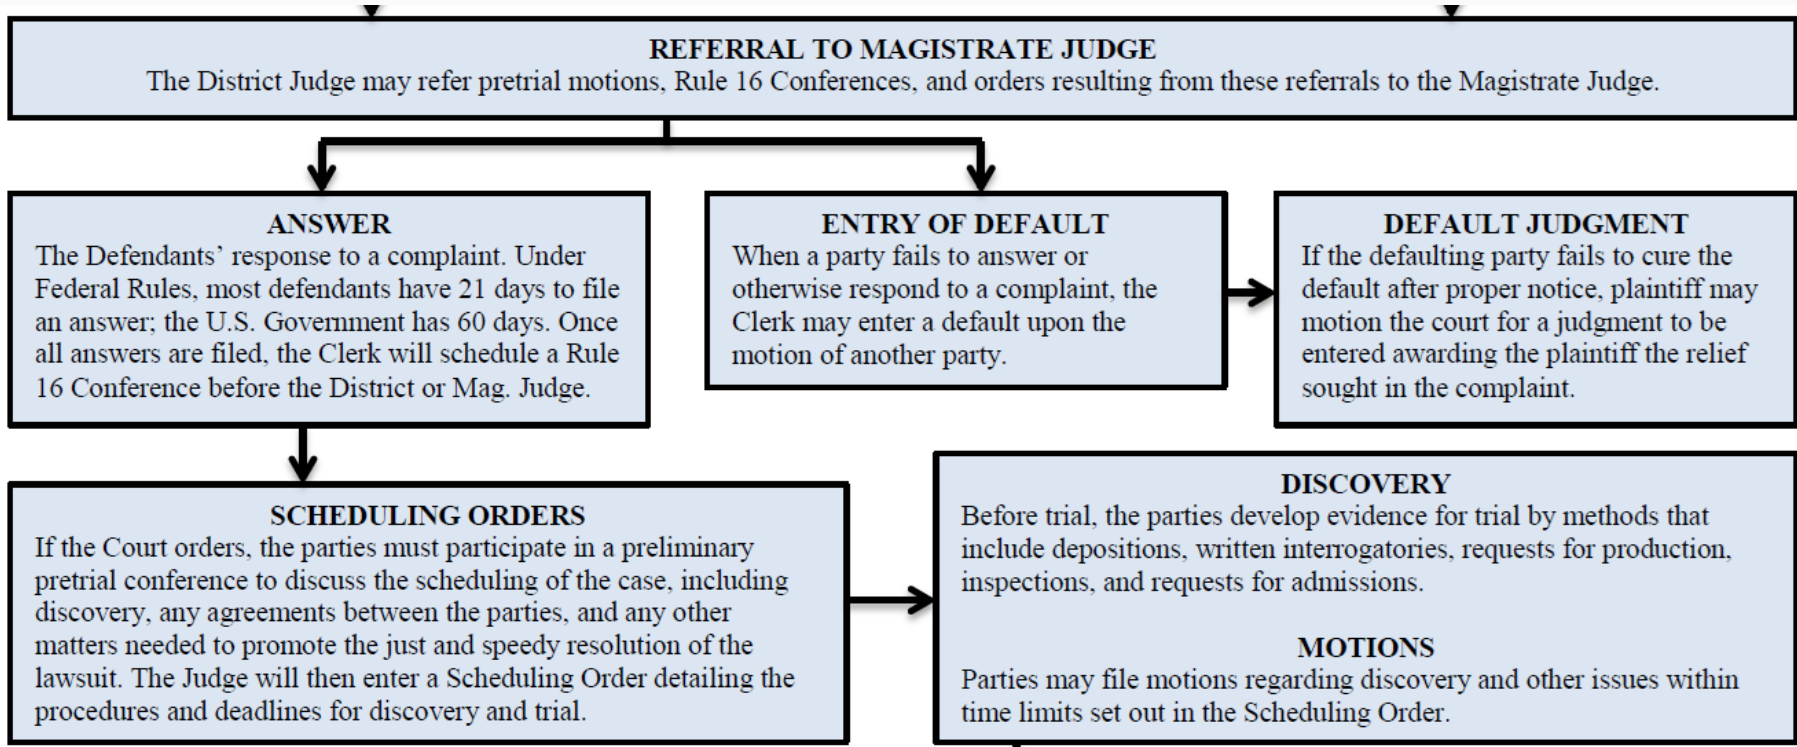 REFERRAL TO MAGISTRATE JUDGE
The District Judge may refer pretrial motions, Rule 16 Conferences, and orders resulting from these referrals to the Magistrate Judge.
ANSWER
The Defendants’ response to a complaint. Under
Federal Rules, most defendants have 21 days to file
an answer; the U.S. Government has 60 days. Once
all answers are filed, the Clerk will schedule a Rule
16 Conference before the District or Mag. Judge.
ENTRY OF DEFAULT
When a party fails to answer or
otherwise respond to a complaint, the
Clerk may enter a default upon the
motion of another party.
DEFAULT JUDGMENT
If the defaulting party fails to cure the
default after proper notice, plaintiff may
motion the court for a judgment to be
entered awarding the plaintiff the relief
sought in the complaint.
SCHEDULING ORDERS
If the Court orders, the parties must participate in a preliminary
pretrial conference to discuss the scheduling of the case, including
discovery, any agreements between the parties, and any other
matters needed to promote the just and speedy resolution of the
lawsuit. The Judge will then enter a Scheduling Order detailing the
procedures and deadlines for discovery and trial.
DISCOVERY
Before trial, the parties develop evidence for trial by methods that
include depositions, written interrogatories, requests for production,
inspections, and requests for admissions.
MOTIONS
Parties may file motions regarding discovery and other issues within
time limits set out in the Scheduling Order.